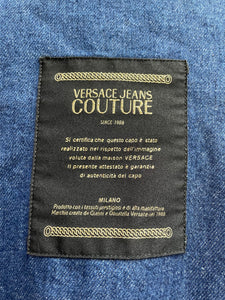 VERSACE JEANS
COUTURE
SINCE 1989
Si certifica che questo capo è stato
realizzato nel rispetto dell'immagine
voluta dalla maison VERSACE
Il presente attestato è garanzia
di autenticità del capo
MILANO
Prodotto con i tessuti prestigiosi e di alta manifattura
Marchio creato da Gianni e Donatella Versace nel 1989